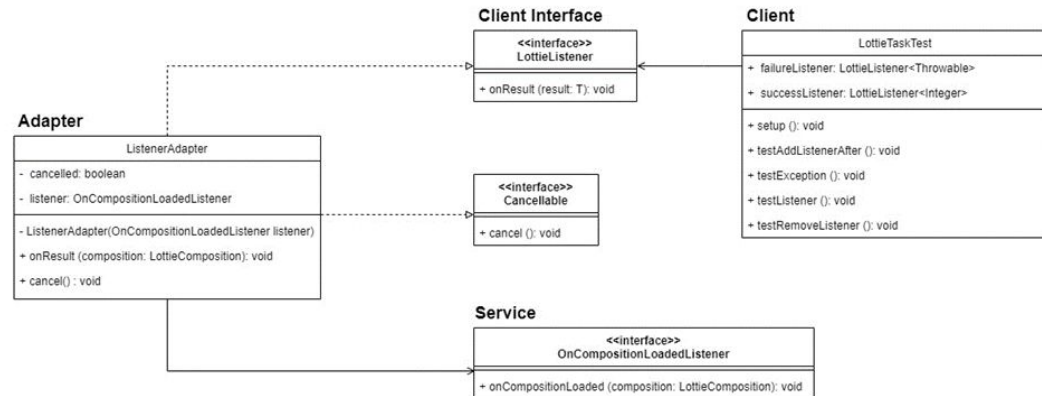 Client Interface
<<interface>>
LottieListener
+ onResult (result: T): void
Client
LottieTaskTest
+ failureListener: LottieListener<Throwable>
+ successListener: LottieListener<Integer>
+ setup (): void
+ testAddListenerAfter (): void
+ testException (): void
+ testListener (): void
+ testRemoveListener (): void
Adapter
ListenerAdapter
- cancelled: boolean
- listener: OnCompositionLoadedListener
- ListenerAdapter(OnCompositionLoadedListener listener)
+ onResult (composition: LottieComposition): void
+ cancel() : void
<<interface>>
Cancellable
+ cancel (): void
Service
<<interface>>
OnCompositionLoadedListener
+ onCompositionLoaded (composition: LottieComposition): void